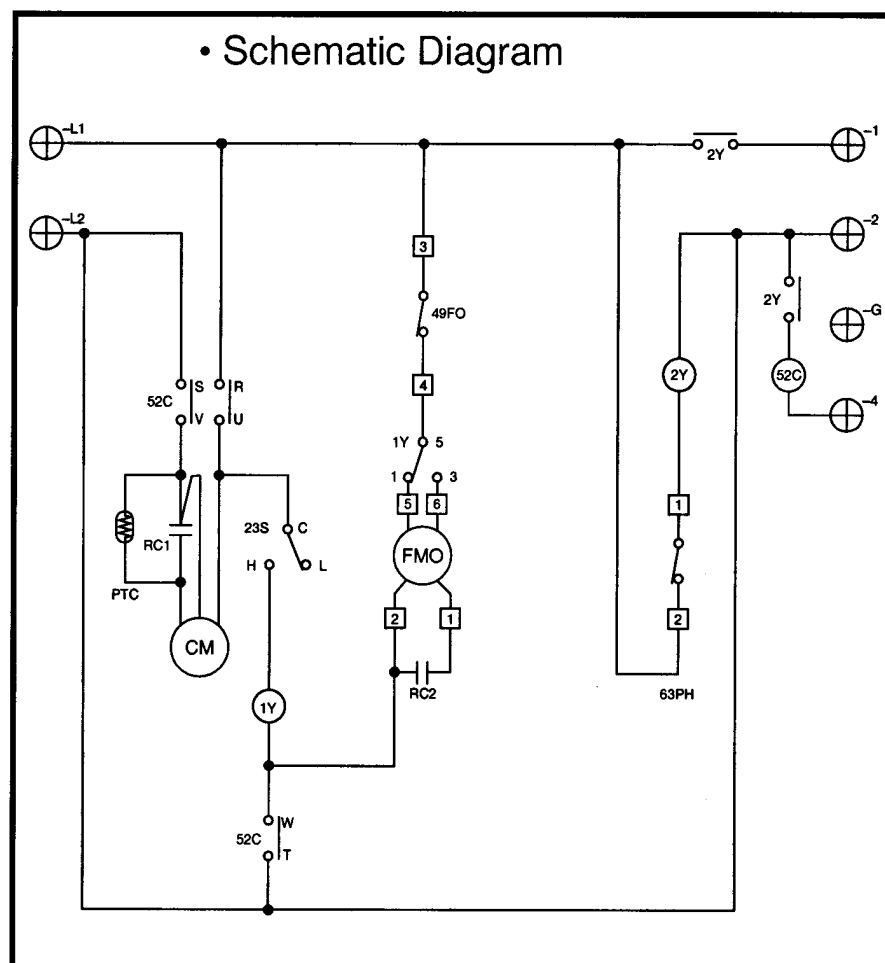 • Schematic Diagram
-L1
2Y
-1
-L2
-2
3
2Y
-G
49FO
2Y
52C
4
S
R
52C
V
U
-4
1Y
5
1
3
5
6
1
23S
C
RC1
H
L
FMO
PTC
2
1
2
CM
RC2
63PH
1Y
W
52C
T